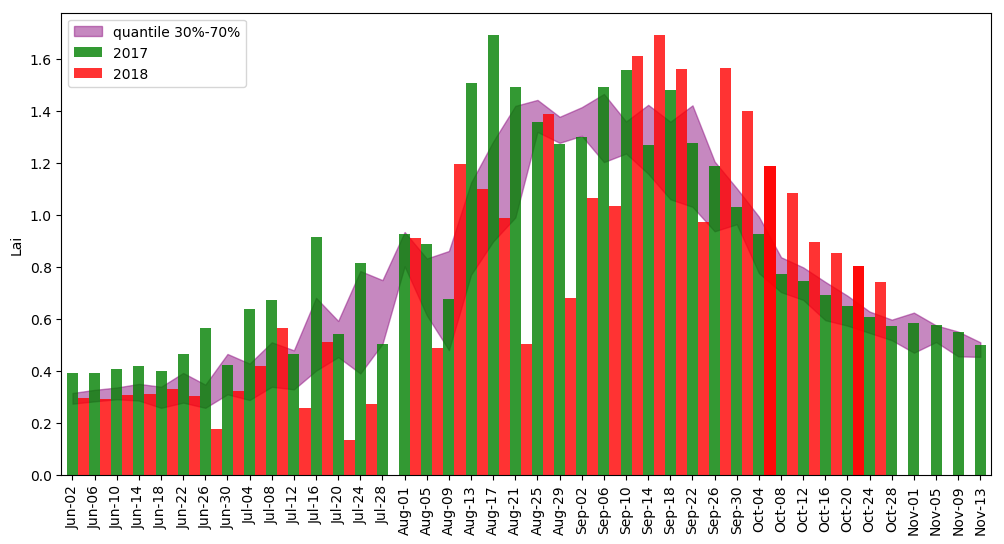 quantile 30%-70%
2017
2018
Lai
1.6
1.4
1.2
1.0
0.8
0.6
0.4
0.2
0.0
Jun-02
Jun-06
Jun-10
Jun-14
Jun-18
Jun-22
Jun-26
Jun-30
Jul-04
Jul-08
Jul-12
Jul-16
Jul-20
Jul-24
Jul-28
Aug-01
Aug-05
Aug-09
Aug-13
Aug-17
Aug-21
Aug-25
Aug-29
Sep-02
Sep-06
Sep-10
Sep-14
Sep-18
Sep-22
Sep-26
Sep-30
Oct-04
Oct-08
Oct-12
Oct-16
Oct-20
Oct-24
Oct-28
Nov-01
Nov-05
Nov-09
Nov-13